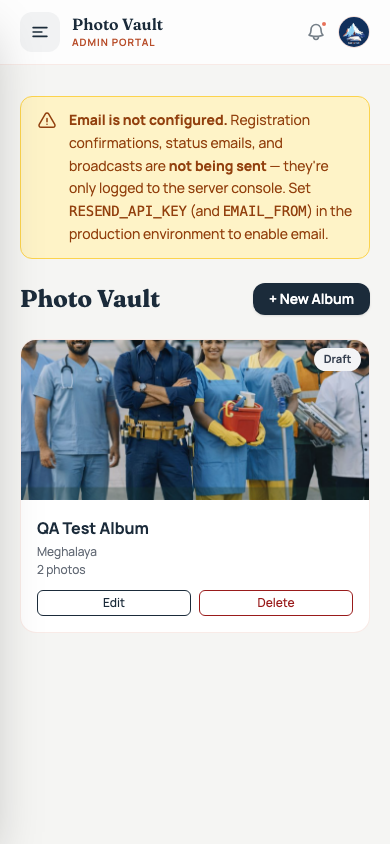 Photo Vault
ADMIN PORTAL
Email is not configured. Registration
confirmations, status emails, and
broadcasts are not being sent — they're
only logged to the server console. Set
RESEND_API_KEY (and EMAIL_FROM) in the
production environment to enable email.
Photo Vault
+ New Album
Draft
QA Test Album
Meghalaya
2 photos
Edit
Delete